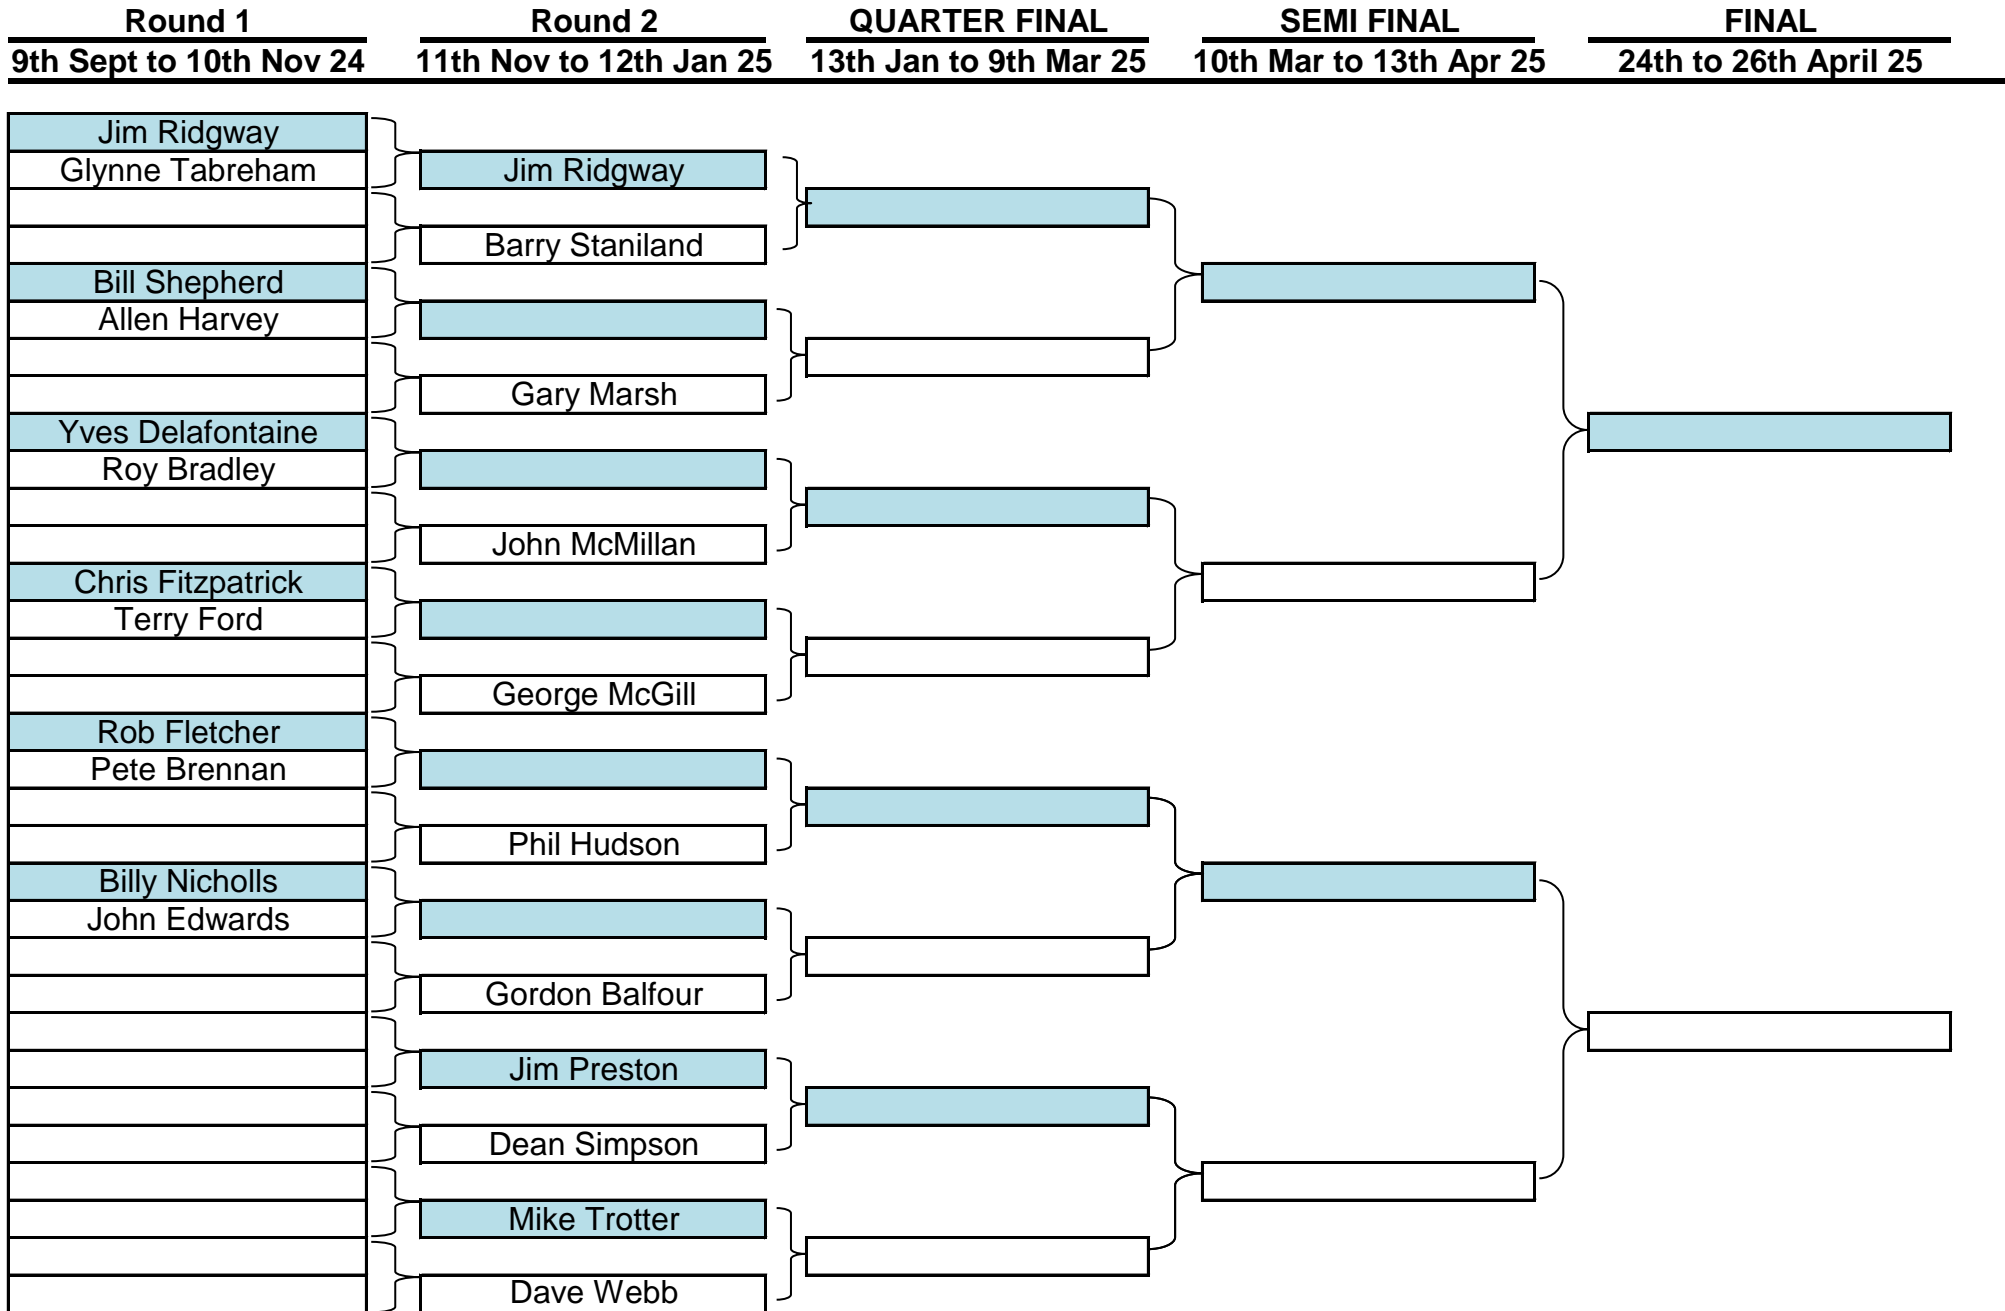 Round 1
Round 2
QUARTER FINAL
SEMI FINAL
FINAL
9th Sept to 10th Nov 24
11th Nov to 12th Jan 25
13th Jan to 9th Mar 25
10th Mar to 13th Apr 25
24th to 26th April 25
Jim Ridgway
Glynne Tabreham
Bill Shepherd
Allen Harvey
Yves Delafontaine
Roy Bradley
Chris Fitzpatrick
Terry Ford
Rob Fletcher
Pete Brennan
Billy Nicholls
John Edwards
Jim Ridgway
Barry Staniland
Gary Marsh
John McMillan
George McGill
Phil Hudson
Gordon Balfour
Jim Preston
Dean Simpson
Mike Trotter
Dave Webb